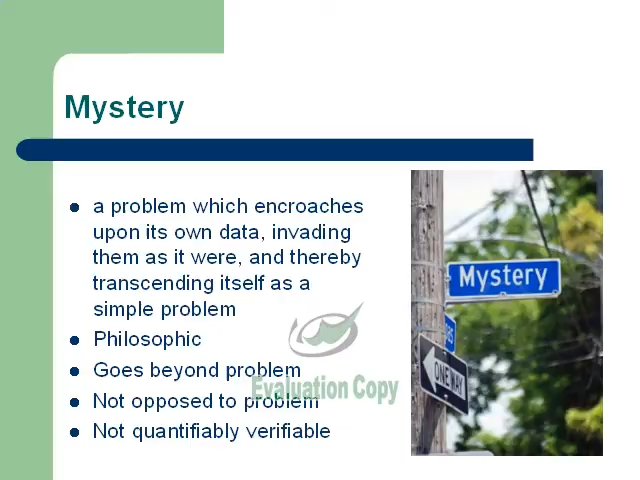 Mystery
a problem which encroaches
upon its own data, invading
them as it were, and thereby
transcending itself as a
simple problem
Philosophic
Goes beyond problem
Not opposed to problem
Not quantifiably verifiable
Evaluation Copy
Mystery
ONE WAY